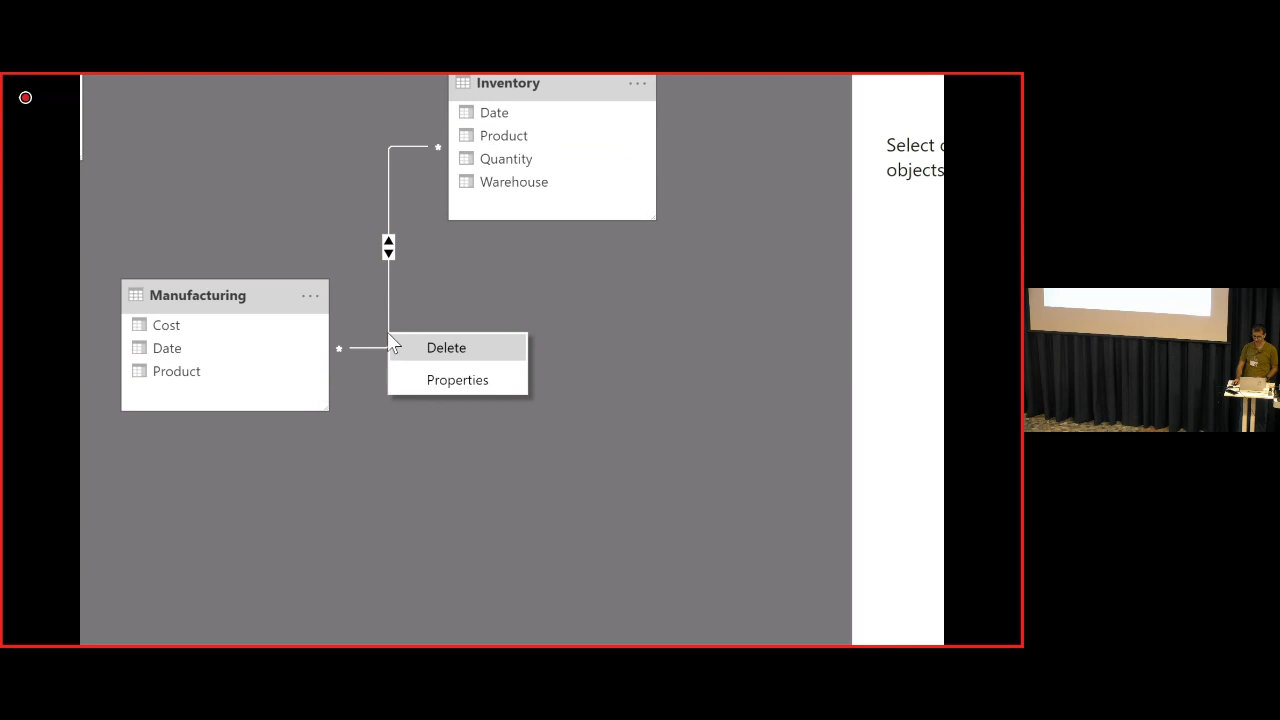 Inventory
Date
Product
Quantity
Warehouse
Select
objects
Manufacturing
Cost
Date
Product
Delete
Properties